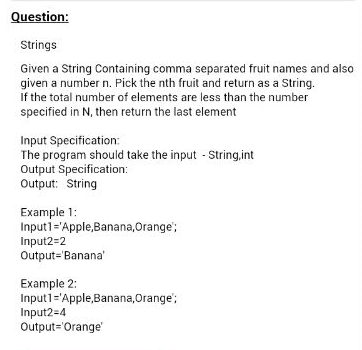 Question:
Strings
Given a String Containing comma separated fruit names and also
given a number n. Pick the nth fruit and return as a String.
If the total number of elements are less than the number
specified in N, then return the last element
Input Specification:
The program should take the input  - String,int
Output Specification:
Output:   String
Example 1:
Input1='Apple,Banana,Orange';
Input2=2
Output='Banana'
Example 2:
Input1='Apple,Banana,Orange';
Input2=4
Output='Orange'